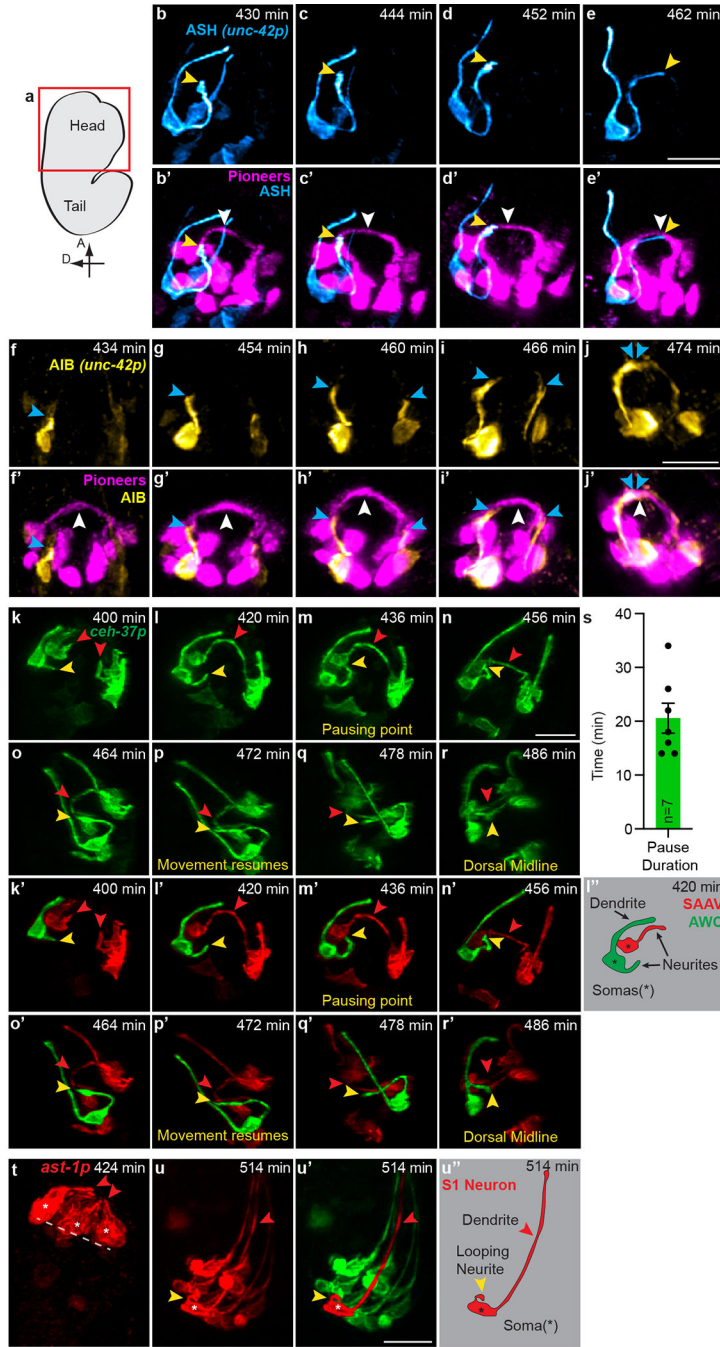 a
Head
Tail
A
D
b
430 min
ASH (unc-42p)
c
444 min
d
452 min
e
462 min
b’
Pioneers
ASH
c’
d’
e’
f
434 min
AIB (unc-42p)
g
454 min
h
460 min
i
466 min
j
474 min
f’
Pioneers
AIB
g’
h’
i’
j’
k
400 min
ceh-37p
l
420 min
m
436 min
Pausing point
n
456 min
s
40
30
20
10
0
Time (min)
n=7
Pause
Duration
o
464 min
p
472 min
Movement resumes
q
478 min
r
486 min
Dorsal Midline
k’
400 min
l’
420 min
m’
436 min
Pausing point
n’
456 min
l’’
420 min
SAAV
AWC
Dendrite
*
*
Neurites
Somas(*)
o’
464 min
p’
472 min
Movement resumes
q’
478 min
r’
486 min
Dorsal Midline
t
424 min
ast-1p
*
*
*
u
514 min
*
u’
514 min
*
u’’
514 min
S1 Neuron
Dendrite
Looping
Neurite
*
Soma(*)